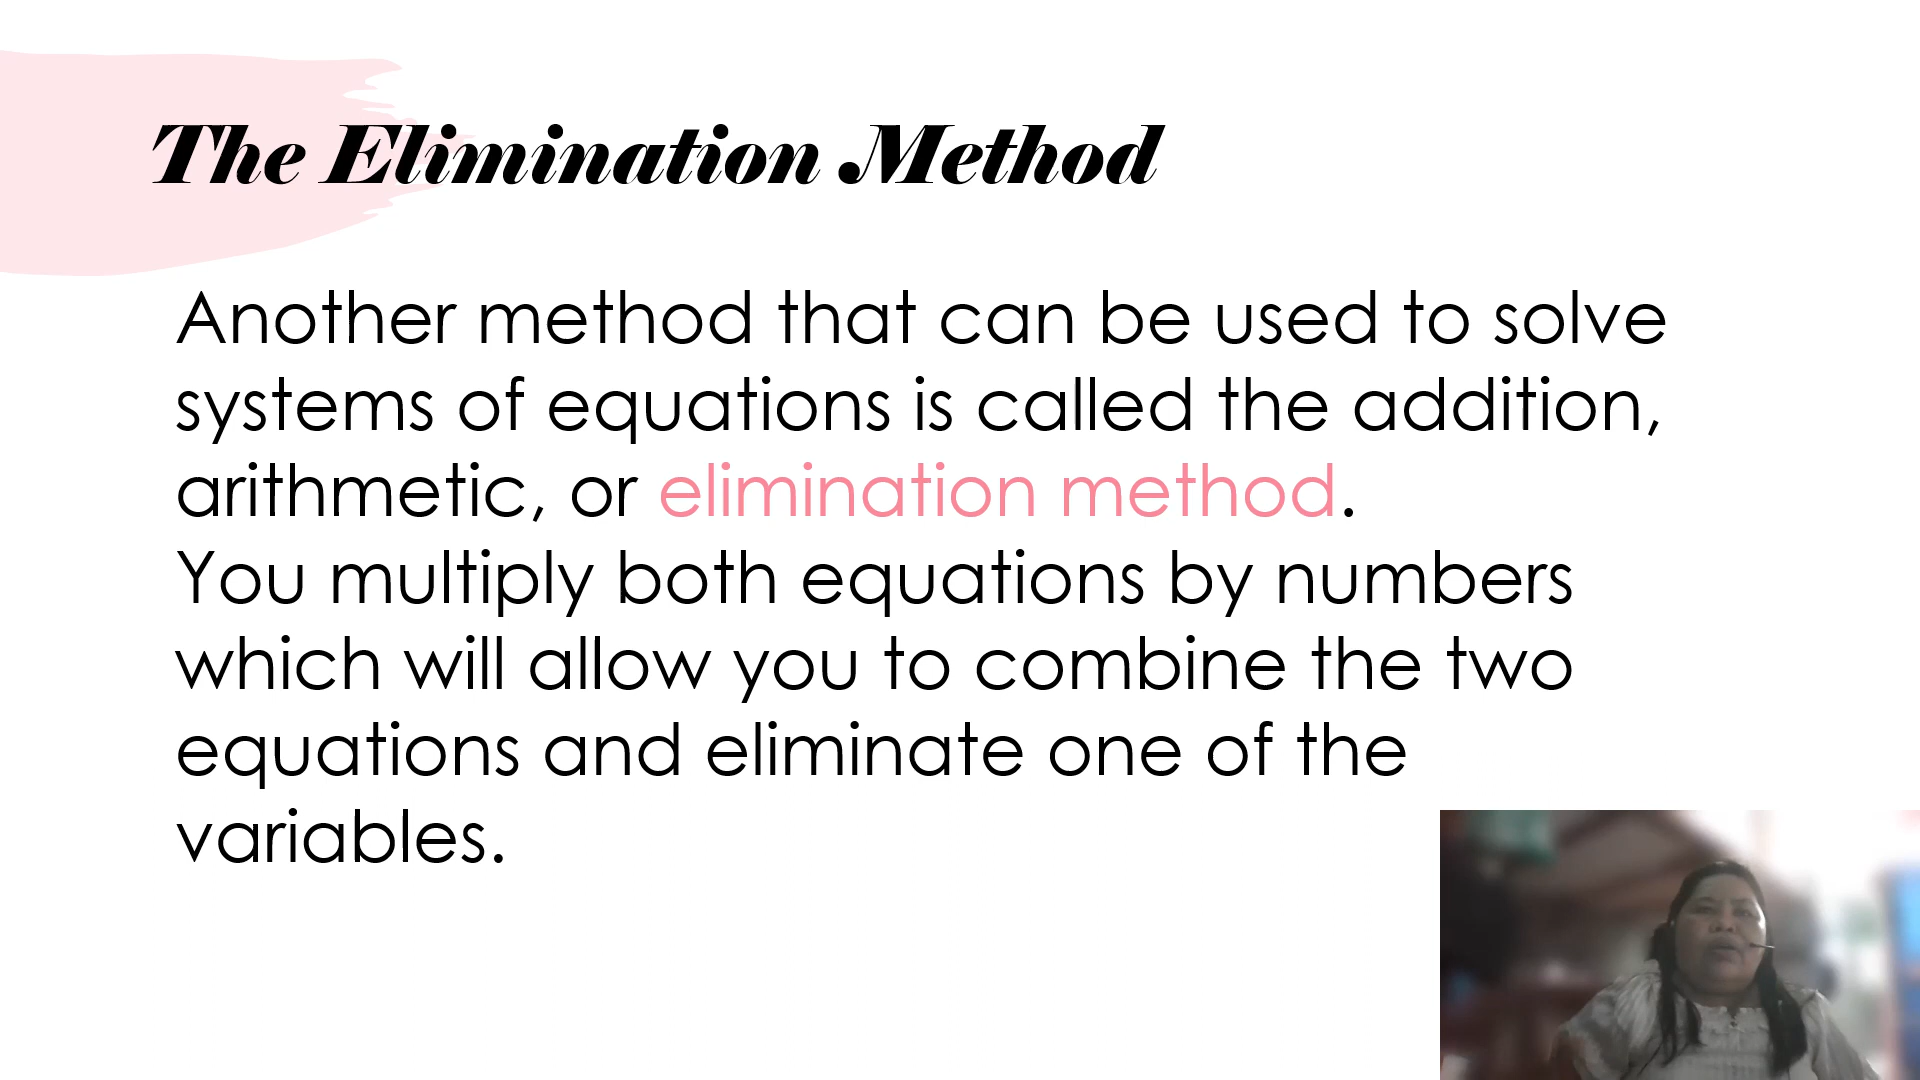 The Elimination Method
Another method that can be used to solve
systems of equations is called the addition,
arithmetic, or elimination method.
You multiply both equations by numbers
which will allow you to combine the two
equations and eliminate one of the
variables.